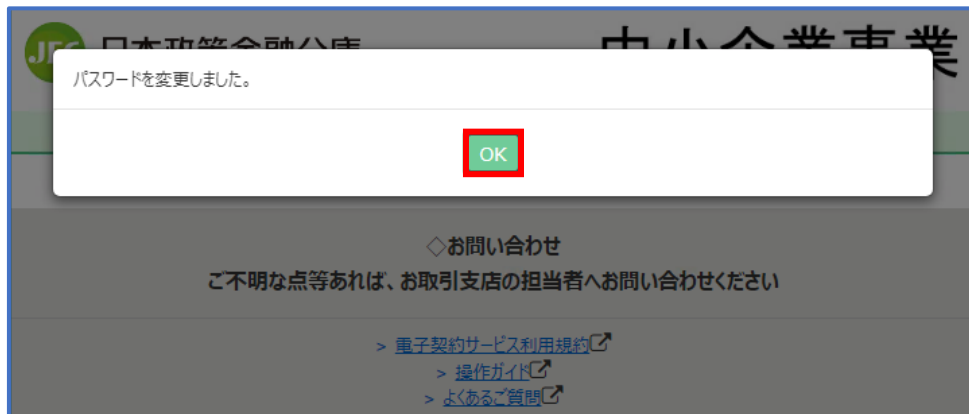 JFC 日本政策金融公庫
中小企業事業
パスワードを変更しました。
OK
◇お問い合わせ
ご不明な点等あれば、お取引支店の担当者へお問い合わせください
> 電子契約サービス利用規約
> 操作ガイド
> よくあるご質問